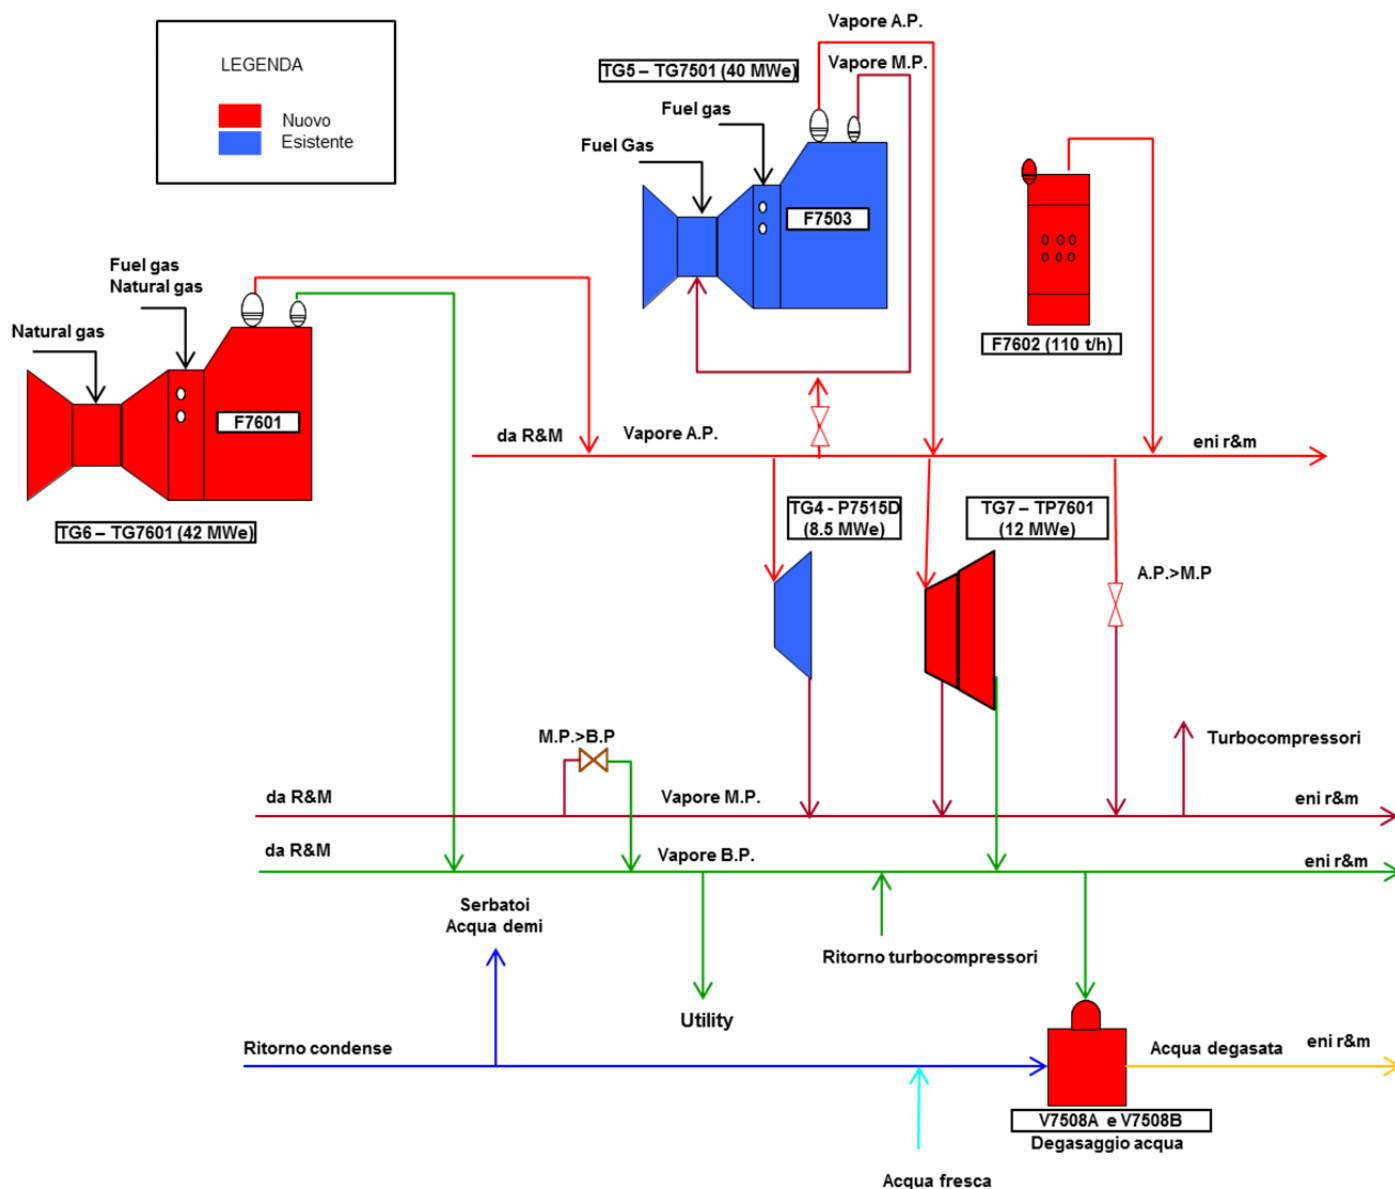 LEGENDA
Nuovo
Esistente
Vapore A.P.
Vapore M.P.
TG5 – TG7501 (40 MWe)
Fuel gas
Fuel Gas
F7503
F7602 (110 t/h)
Fuel gas
Natural gas
Natural gas
F7601
TG6 – TG7601 (42 MWe)
da R&M
Vapore A.P.
eni r&m
TG4 - P7515D
(8.5 MWe)
TG7 – TP7601
(12 MWe)
A.P.>M.P
M.P.>B.P
Turbocompressori
da R&M
Vapore M.P.
eni r&m
da R&M
Vapore B.P.
eni r&m
Serbatoi
Acqua demi
Ritorno turbocompressori
Utility
Ritorno condense
Acqua degasata
eni r&m
V7508A e V7508B
Degasaggio acqua
Acqua fresca